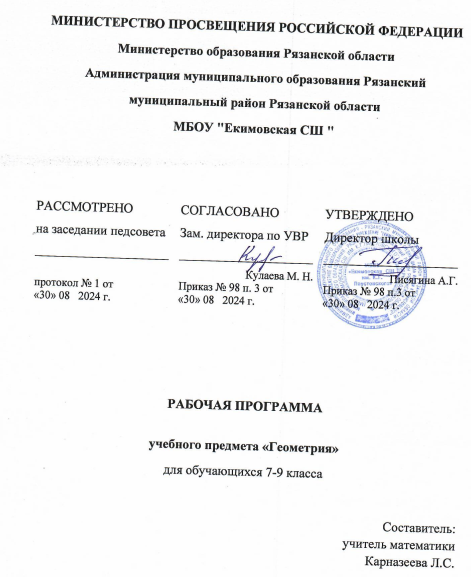 МИНИСТЕРСТВО ПРОСВЕЩЕНИЯ РОССИЙСКОЙ ФЕДЕРАЦИИ
Министерство образования Рязанской области
Администрация муниципального образования Рязанский
муниципальный район Рязанской области
МБОУ "Екимовская СШ "
РАССМОТРЕНО
на заседании педсовета
протокол № 1 от
«30» 08 2024 г.
СОГЛАСОВАНО
Зам. директора по УВР
Кулаева М. Н.
Приказ № 98 п. 3 от
«30» 08 2024 г.
УТВЕРЖДЕНО
Директор школы
Писягина А.Г.
Приказ № 98 п.3 от
«30» 08 2024 г.
РАБОЧАЯ ПРОГРАММА
учебного предмета «Геометрия»
для обучающихся 7-9 класса
Составитель:
учитель математики
Карназеева Л.С.